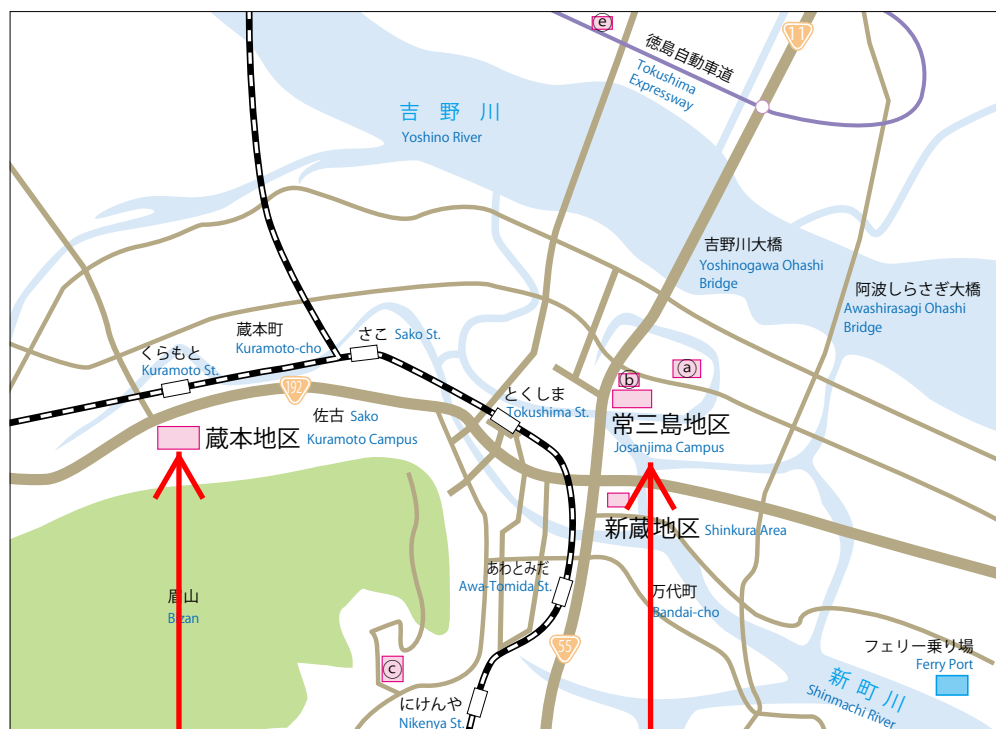 ⓔ
11
徳島自動車道
Tokushima
Expressway
吉野川
Yoshino River
吉野川大橋
Yoshinogawa Ohashi
Bridge
阿波しらさぎ大橋
Awashirasagi Ohashi
Bridge
蔵本町
Kuramoto-cho
さこ Sako St.
くらもと
Kuramoto St.
192
とくしま
Tokushima St.
ⓐ
ⓑ
佐古 Sako
蔵本地区 Kuramoto Campus
常三島地区
Josanjima Campus
新蔵地区 Shinkura Area
あわとみだ
Awa-Tomida St.
眉山
Bizan
万代町
Bandai-cho
55
ⓒ
にけんや
Nikenya St.
フェリー乗り場
Ferry Port
新町川
Shinmachi River